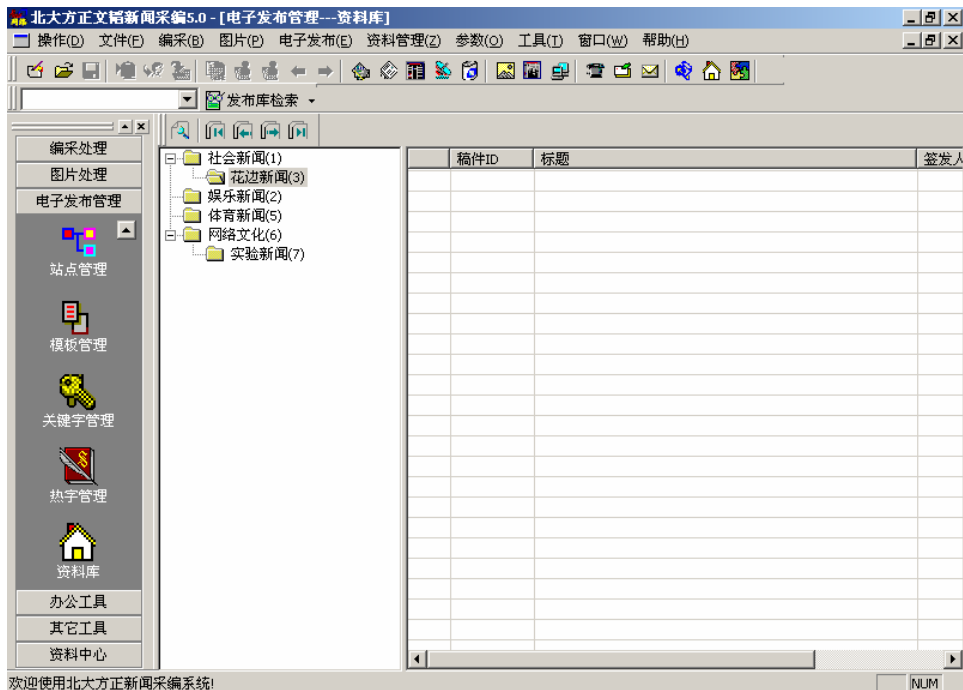 北大方正文韬新闻采编5.0 - [电子发布管理---资料库]
操作(O) 文件(F) 编采(B) 图片(P) 电子发布(E) 资料管理(Z) 参数(O) 工具(T) 窗口(W) 帮助(H)
发布库检索
编采处理
图片处理
电子发布管理
站点管理
模板管理
关键字管理
热字管理
资料库
办公工具
其它工具
资料中心
社会新闻(1)
花边新闻(3)
娱乐新闻(2)
体育新闻(5)
网络文化(6)
实验新闻(7)
稿件ID 标题 签发人
欢迎使用北大方正新闻采编系统!
NUM